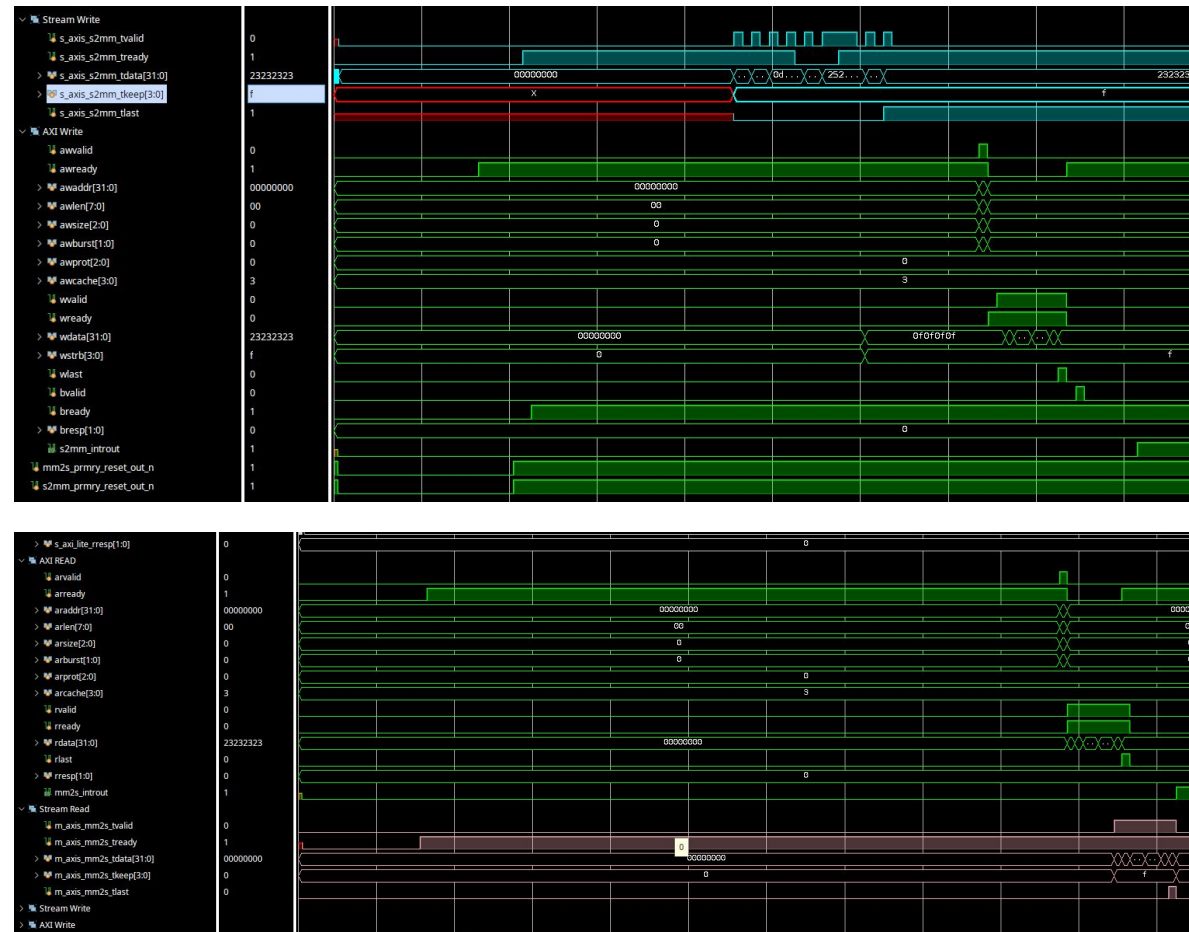 Stream Write
s_axis_s2mm_tvalid 0
s_axis_s2mm_tready 1
s_axis_s2mm_tdata[31:0] 23232323 00000000 ... ... 0d... ... 252... ... 232323
s_axis_s2mm_tkeep[3:0] f X f
s_axis_s2mm_tlast 1
AXI Write
awvalid 0
awready 1
awaddr[31:0] 00000000 00000000
awlen[7:0] 00 00
awsize[2:0] 0 0
awburst[1:0] 0 0
awprot[2:0] 0 0
awcache[3:0] 3 3
wvalid 0
wready 0
wdata[31:0] 23232323 00000000 0f0f0f0f ... ...
wstrb[3:0] f 0 f
wlast 0
bvalid 0
bready 1
bresp[1:0] 0 0
s2mm_introut 1
mm2s_prmry_reset_out_n 1
s2mm_prmry_reset_out_n 1
s_axi_lite_rresp[1:0] 0 0
AXI READ
arvalid 0
arready 1
araddr[31:0] 00000000 00000000 0000
arlen[7:0] 00 00 0
arsize[2:0] 0 0
arburst[1:0] 0 0
arprot[2:0] 0 0
arcache[3:0] 3 3
rvalid 0
rready 0
rdata[31:0] 23232323 00000000 ... ...
rlast 0
rresp[1:0] 0 0
mm2s_introut 1
Stream Read
m_axis_mm2s_tvalid 0
m_axis_mm2s_tready 1 0
m_axis_mm2s_tdata[31:0] 00000000 00000000 ... ...
m_axis_mm2s_tkeep[3:0] 0 0 f
m_axis_mm2s_tlast 0
Stream Write
AXI Write